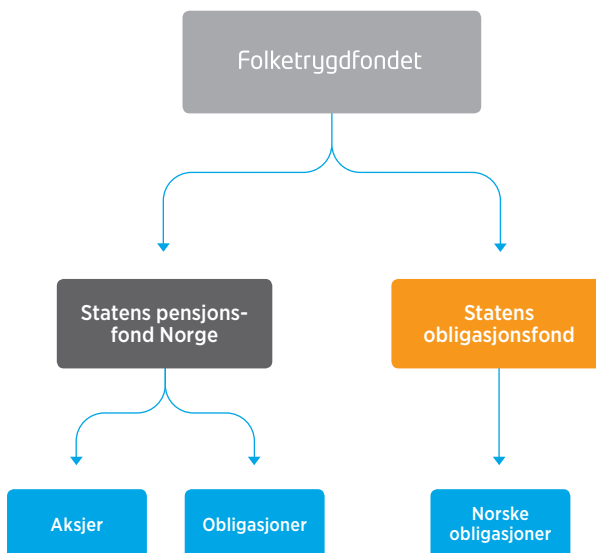 Folketrygdfondet
Statens pensjons-
fond Norge
Statens
obligasjonsfond
Aksjer
Obligasjoner
Norske
obligasjoner